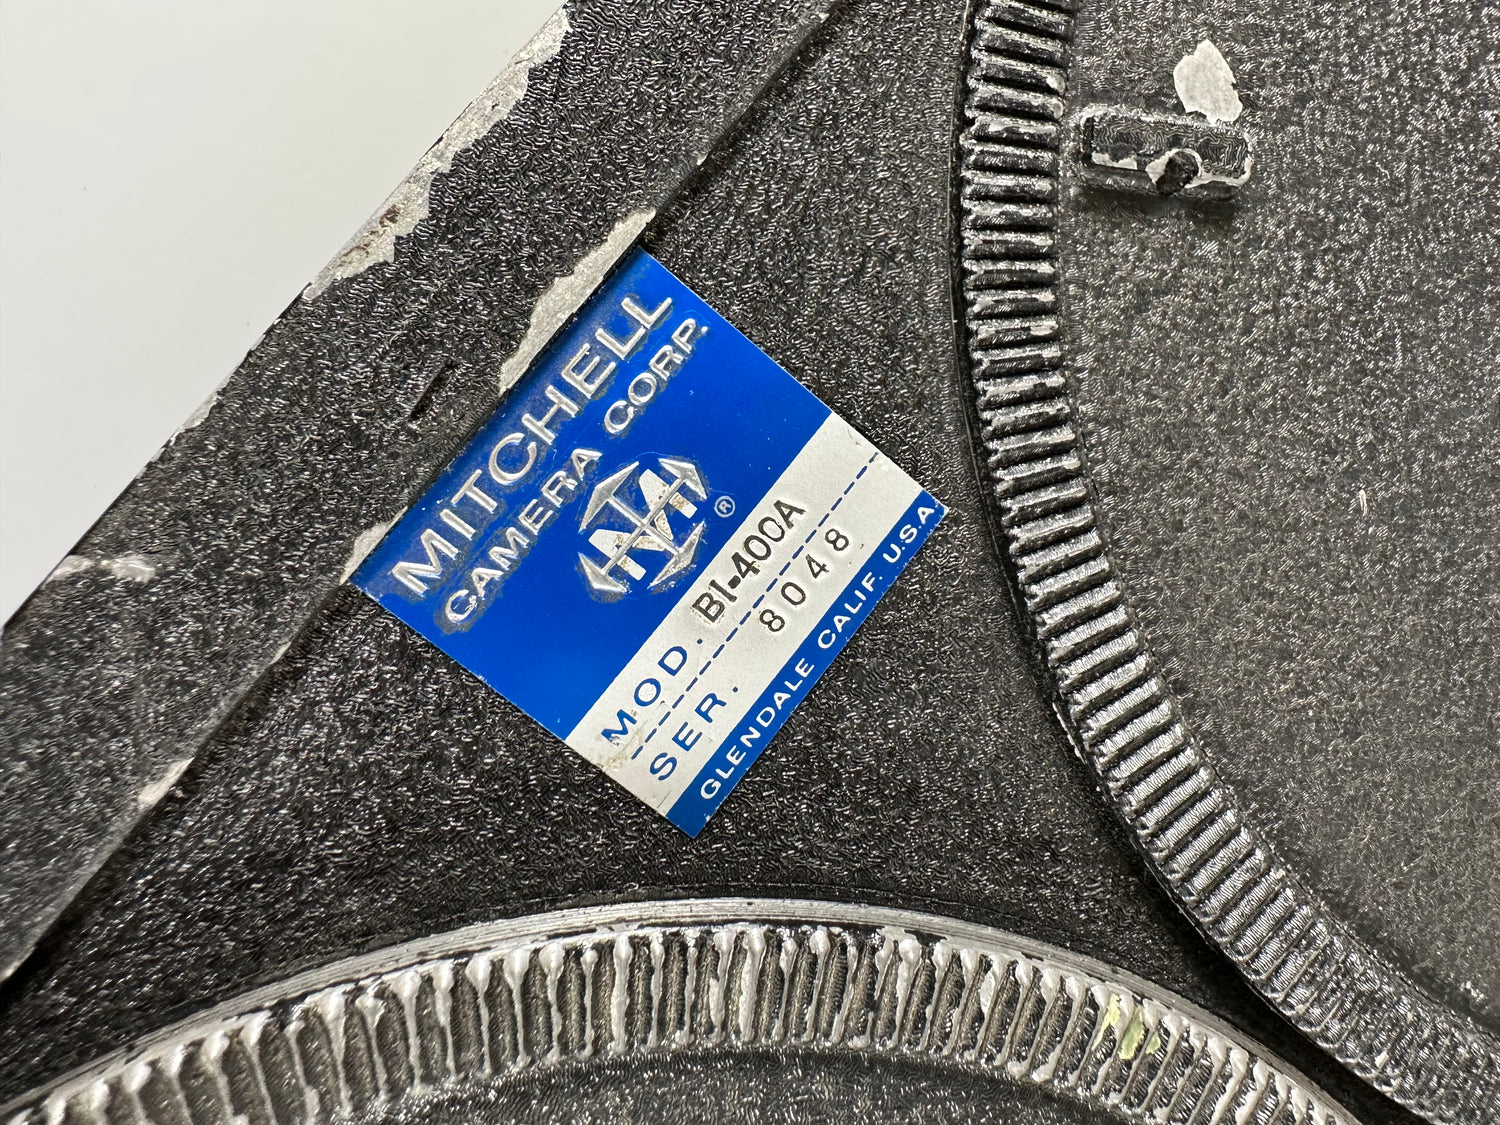 MITCHELL
CAMERA CORP.
M ®
MOD. BI-400A
SER. 8048
GLENDALE CALIF. U.S.A